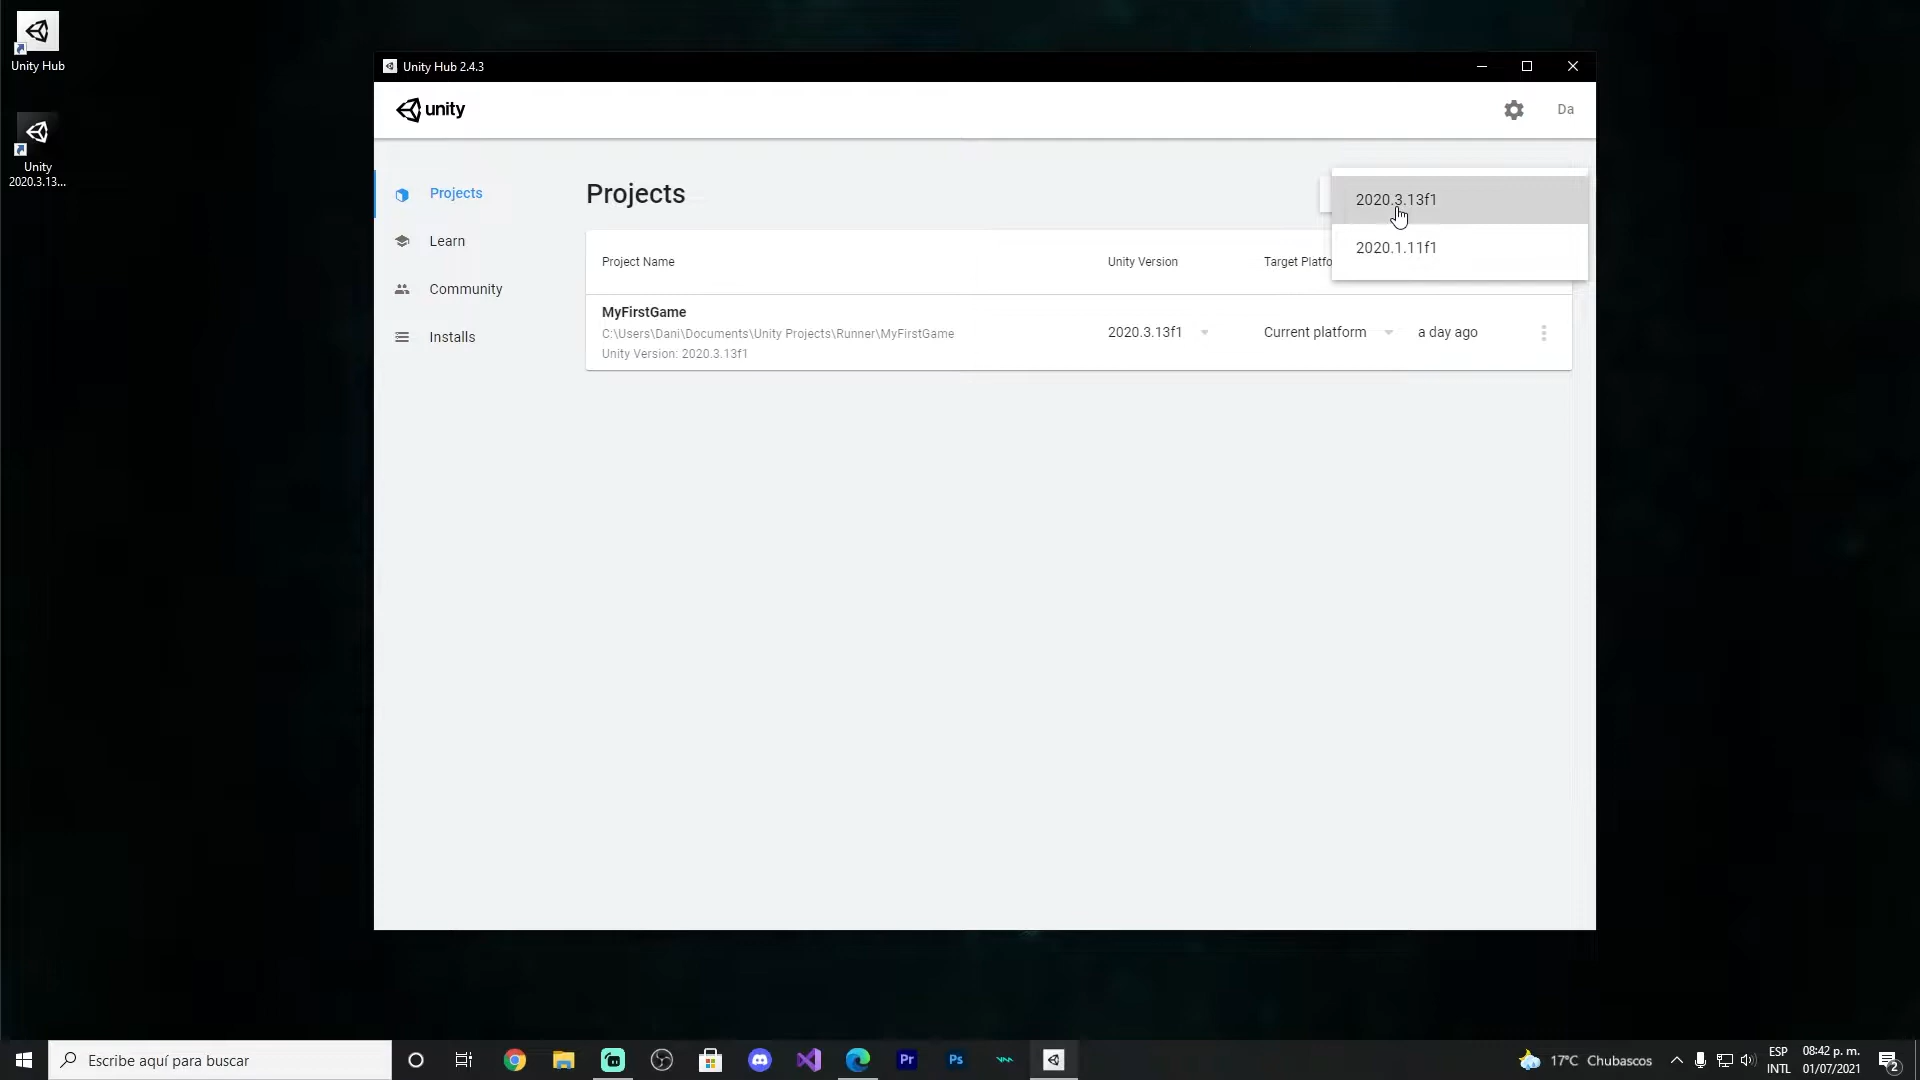 Unity Hub
Unity
2020.3.13...
Unity Hub 2.4.3
unity
Da
Projects
Learn
Community
Installs
Projects
2020.3.13f1
2020.1.11f1
Project Name
Unity Version
Target Platfo
MyFirstGame
C:\Users\Dani\Documents\Unity Projects\Runner\MyFirstGame
Unity Version: 2020.3.13f1
2020.3.13f1
Current platform
a day ago
Escribe aquí para buscar
Pr
Ps
17°C Chubascos
ESP
INTL
08:42 p. m.
01/07/2021
2